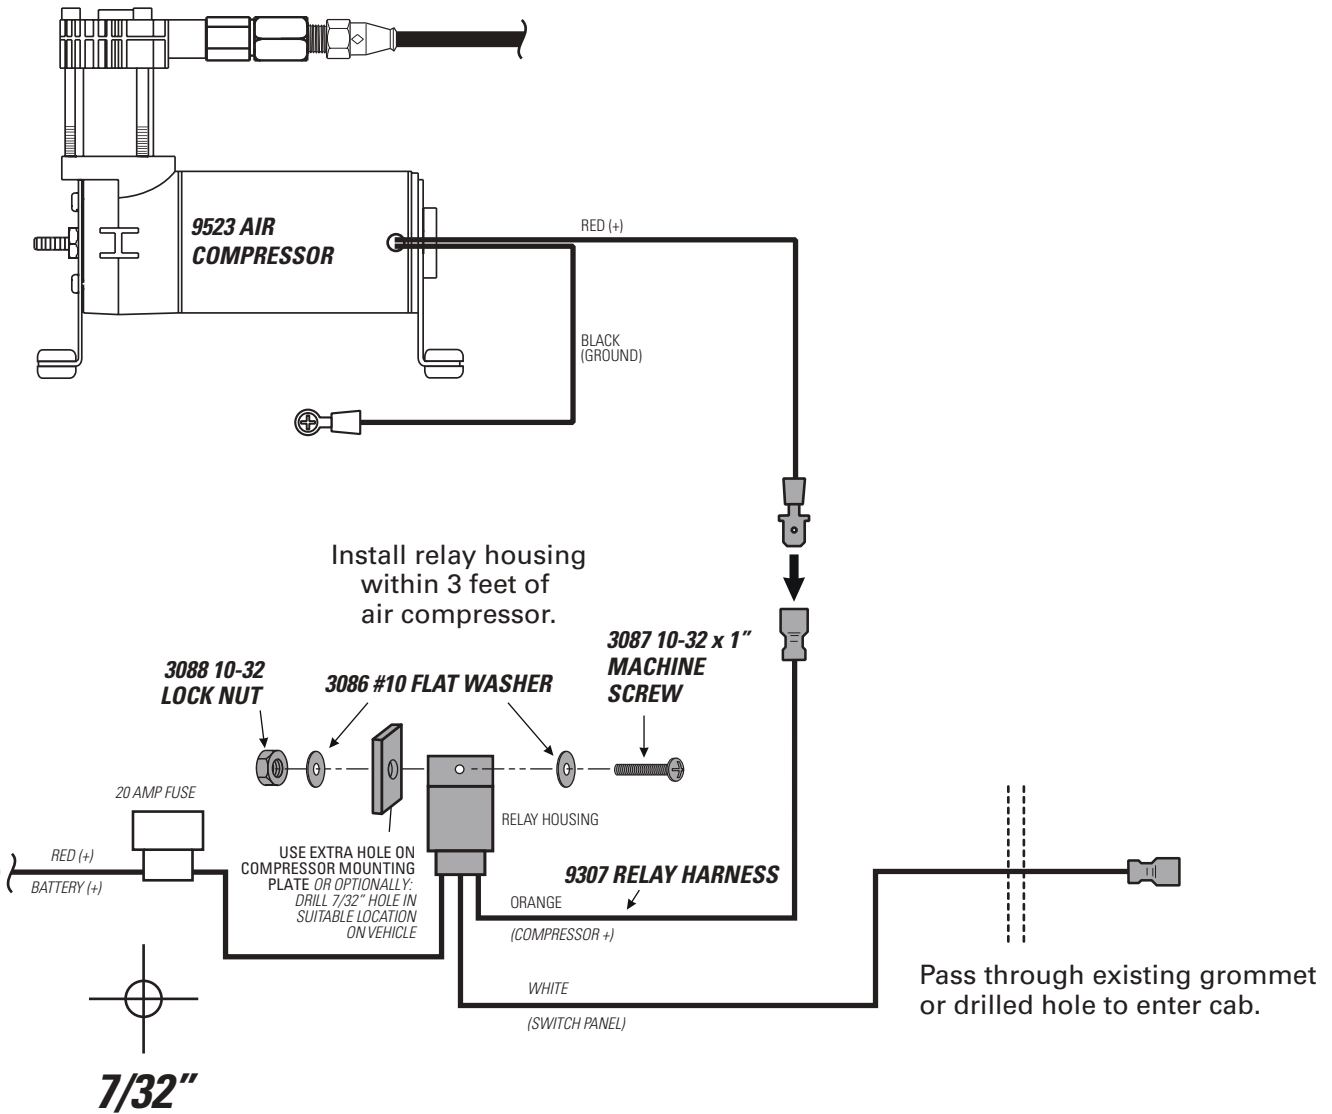 9523 AIR
COMPRESSOR
RED (+)
BLACK
(GROUND)
Install relay housing
within 3 feet of
air compressor.
3087 10-32 x 1"
MACHINE
SCREW
3088 10-32
LOCK NUT
3086 #10 FLAT WASHER
20 AMP FUSE
RELAY HOUSING
RED (+)
BATTERY (+)
USE EXTRA HOLE ON
COMPRESSOR MOUNTING
PLATE OR OPTIONALLY:
DRILL 7/32" HOLE IN
SUITABLE LOCATION
ON VEHICLE
9307 RELAY HARNESS
ORANGE
(COMPRESSOR +)
WHITE
(SWITCH PANEL)
Pass through existing grommet
or drilled hole to enter cab.
7/32"